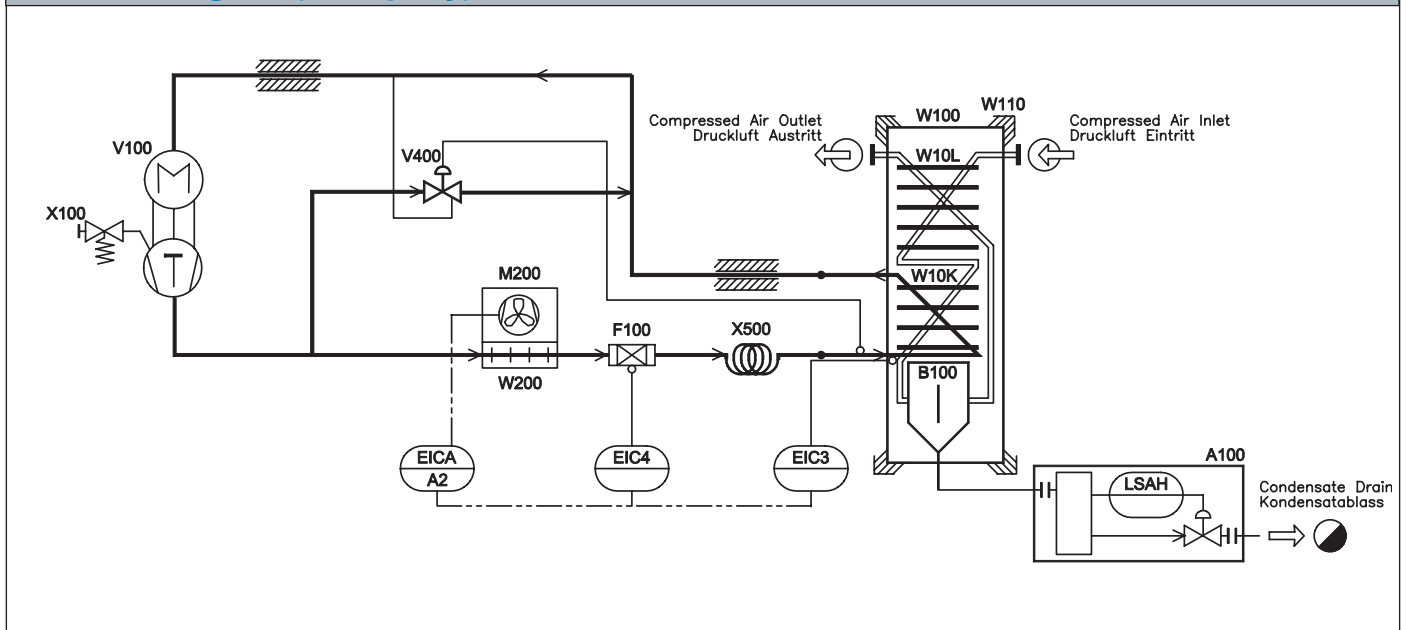 Compressed Air Outlet
Druckluft Austritt
W100
W110
Compressed Air Inlet
Druckluft Eintritt
V100
V400
W10L
X100
M200
W10K
F100
X500
W200
B100
EICA
A2
EIC4
EIC3
A100
LSAH
Condensate Drain
Kondensatablass